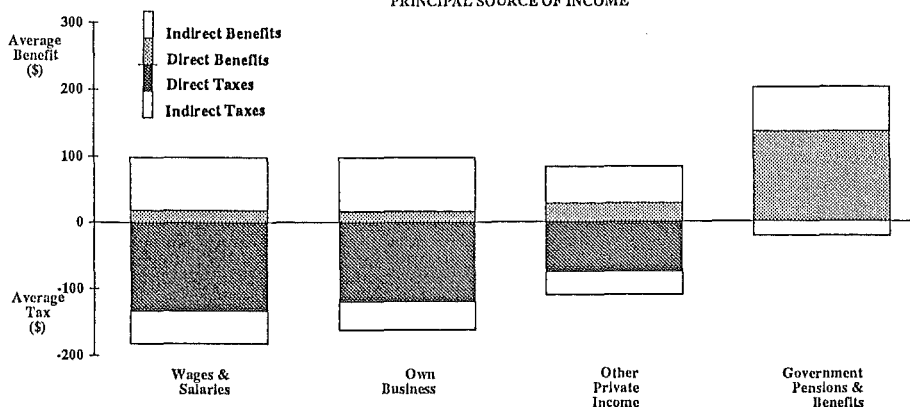 PRINCIPAL SOURCE OF INCOME
300
Average
Benefit
($)
Indirect Benefits
Direct Benefits
Direct Taxes
Indirect Taxes
200
100
0
-100
Average
Tax
($)
-200
Wages &
Salaries
Own
Business
Other
Private
Income
Government
Pensions &
Benefits